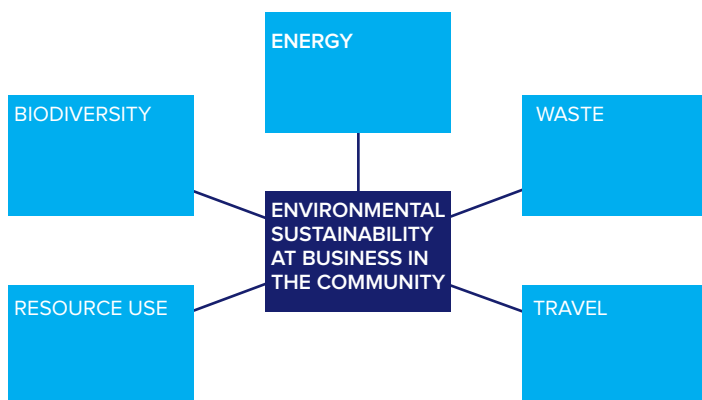 ENERGY
BIODIVERSITY
WASTE
ENVIRONMENTAL
SUSTAINABILITY
AT BUSINESS IN
THE COMMUNITY
RESOURCE USE
TRAVEL